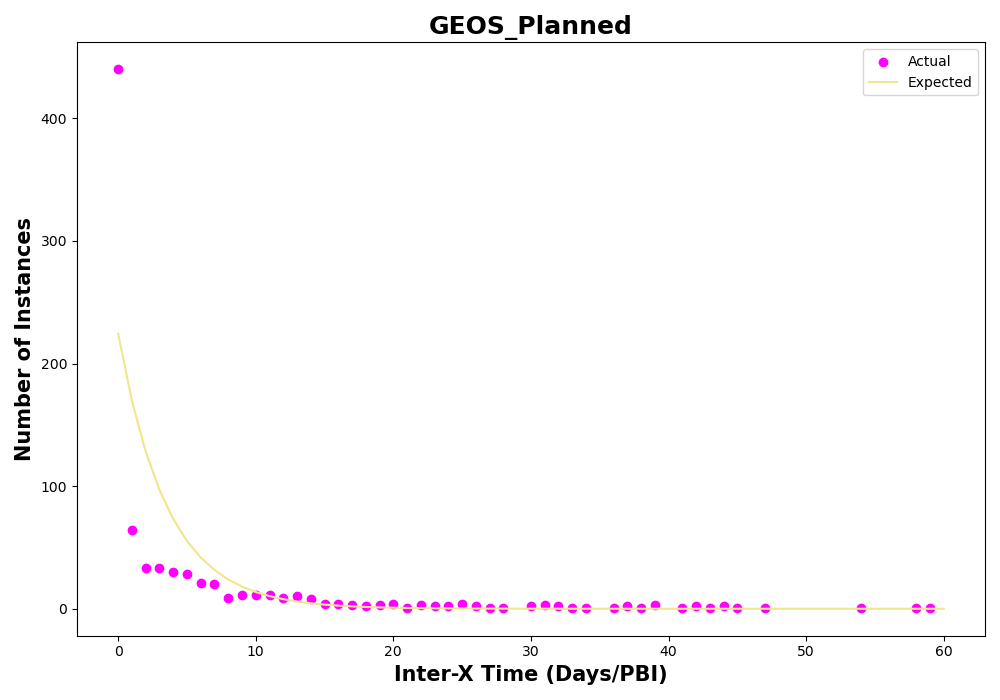 GEOS_Planned
Actual
Expected
Number of Instances
400
300
200
100
0
0 10 20 30 40 50 60
Inter-X Time (Days/PBI)